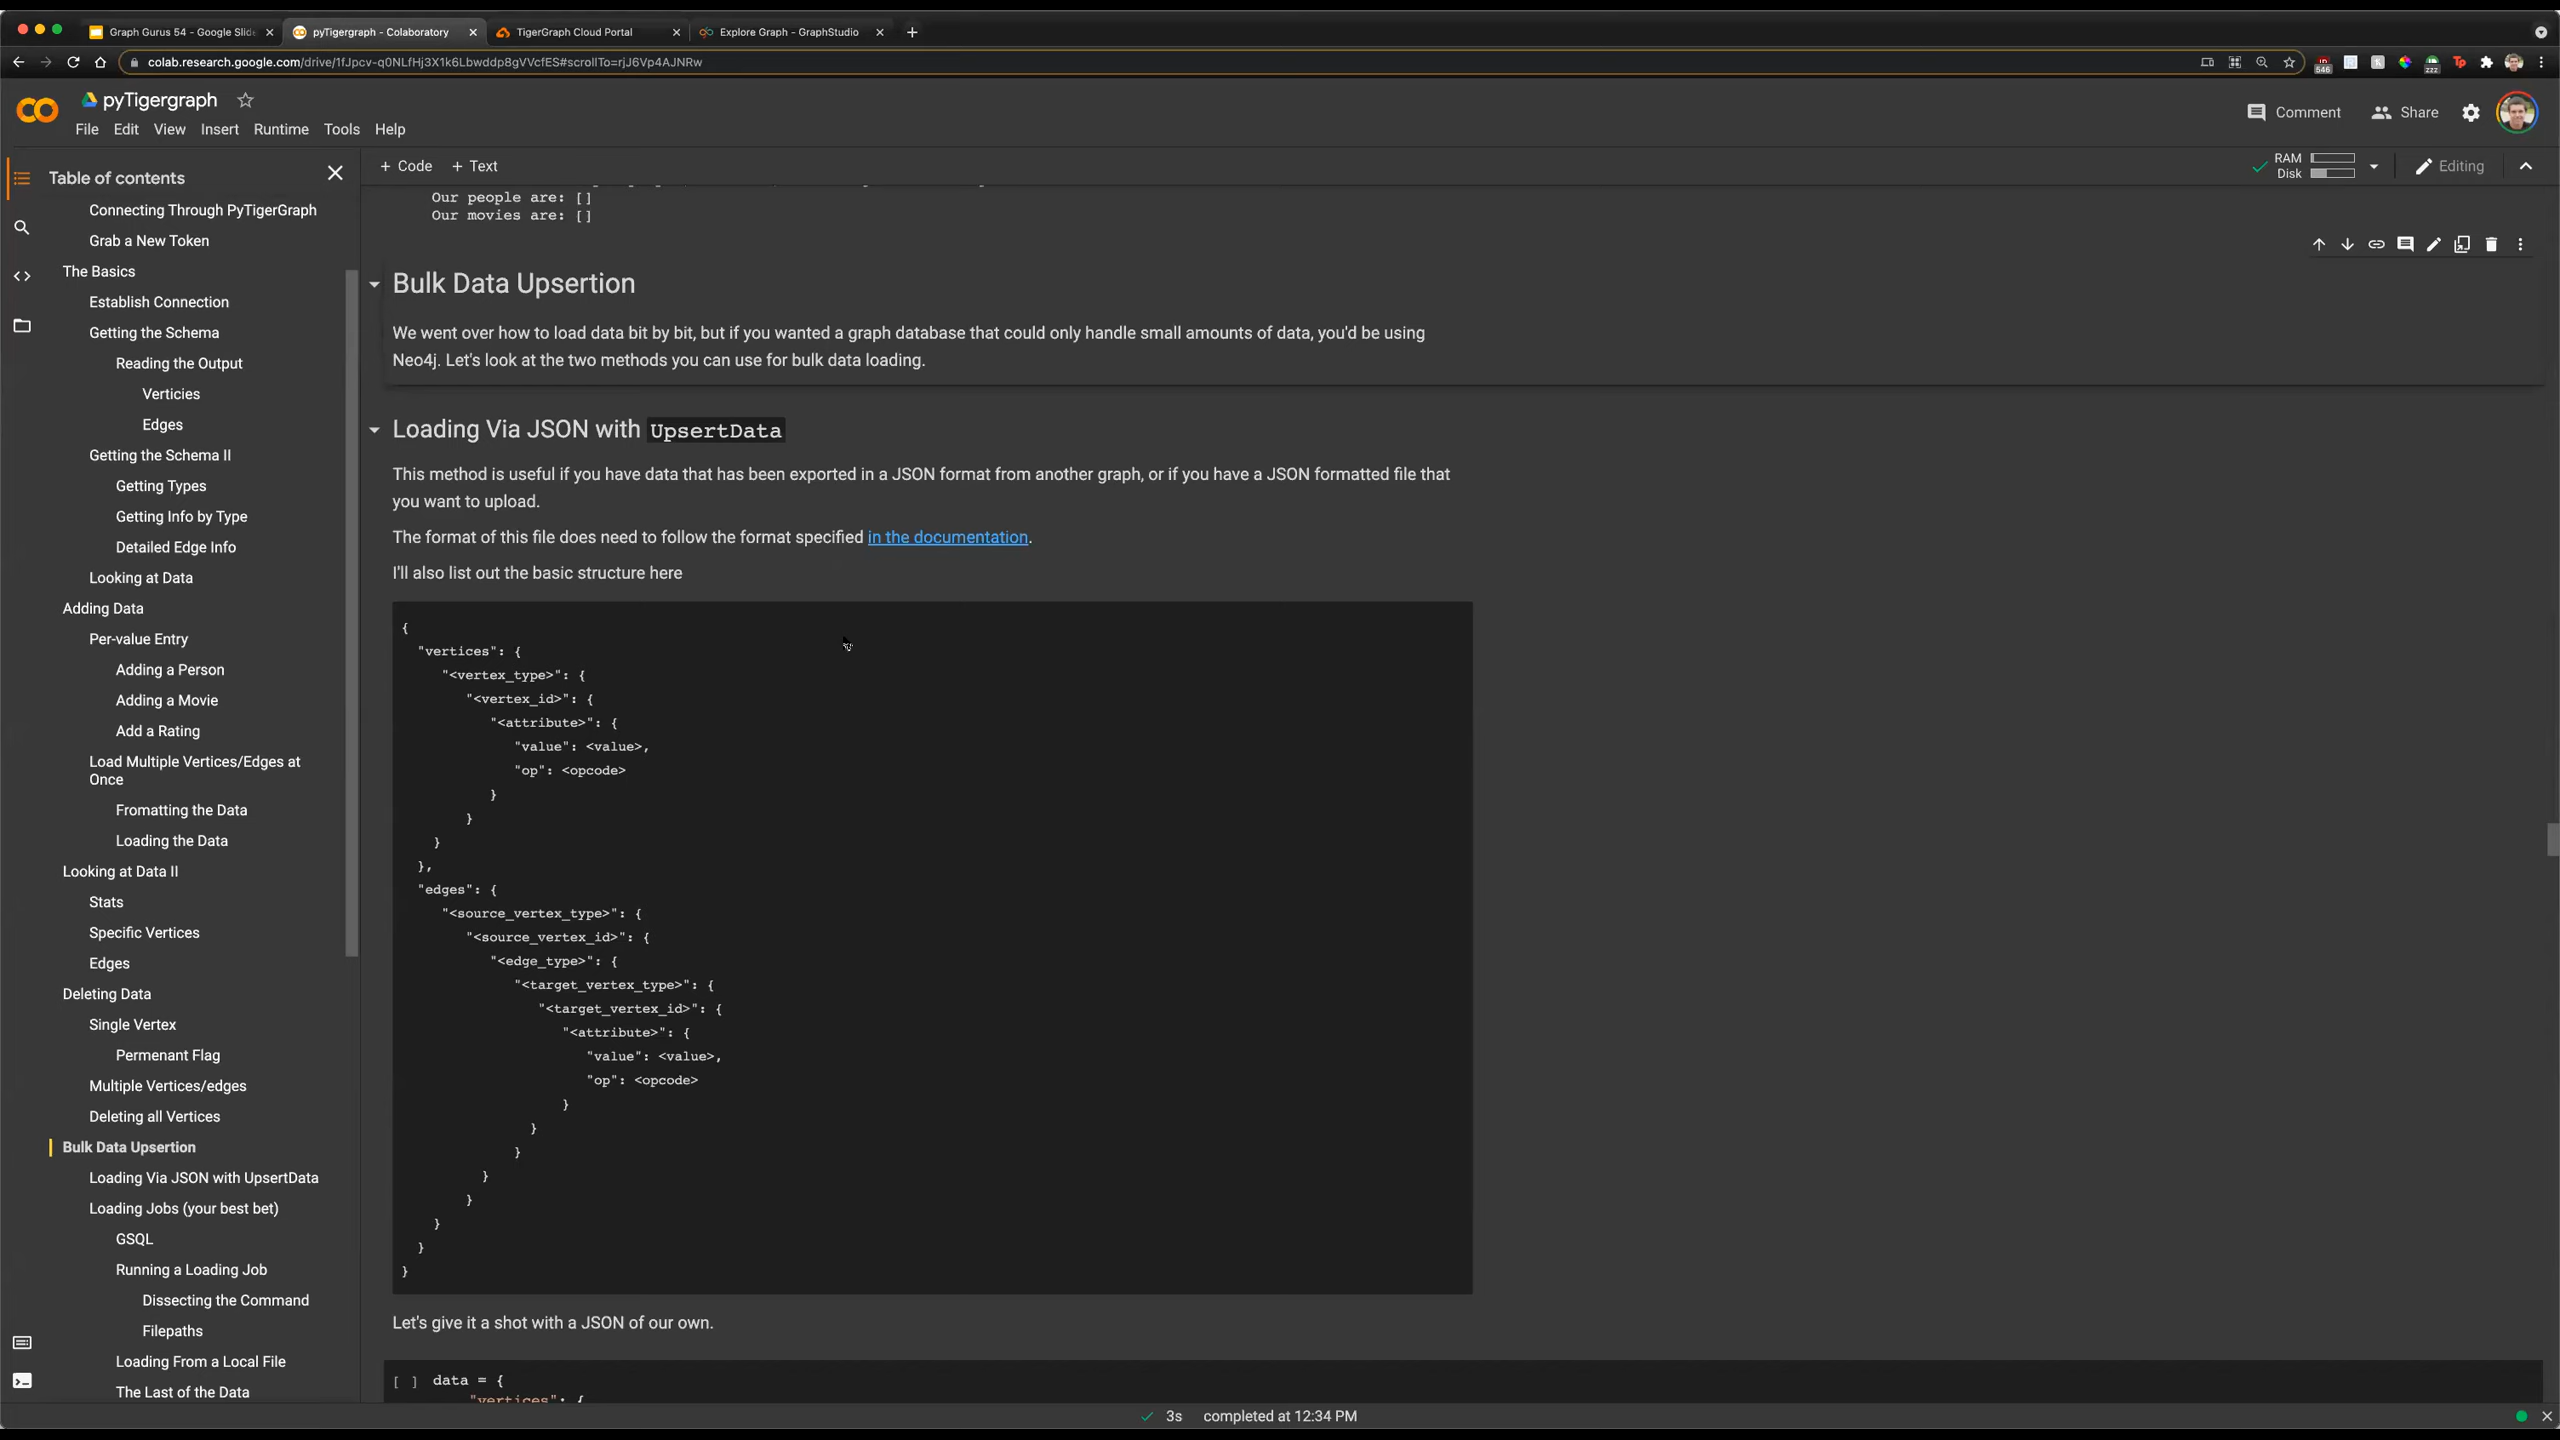 Graph Gurus 54 - Google Slide
pyTigergraph - Colaboratory
TigerGraph Cloud Portal
Explore Graph - GraphStudio
colab.research.google.com/drive/1fJpcv-q0NLfHj3X1k6Lbwddp8gVVcfES#scrollTo=rjJ6Vp4AJNRw
pyTigergraph
File Edit View Insert Runtime Tools Help
Comment Share
+ Code + Text
RAM
Disk
Editing
Table of contents
Connecting Through PyTigerGraph
Grab a New Token
The Basics
Establish Connection
Getting the Schema
Reading the Output
Verticies
Edges
Getting the Schema II
Getting Types
Getting Info by Type
Detailed Edge Info
Looking at Data
Adding Data
Per-value Entry
Adding a Person
Adding a Movie
Add a Rating
Load Multiple Vertices/Edges at
Once
Fromatting the Data
Loading the Data
Looking at Data II
Stats
Specific Vertices
Edges
Deleting Data
Single Vertex
Permenant Flag
Multiple Vertices/edges
Deleting all Vertices
Bulk Data Upsertion
Loading Via JSON with UpsertData
Loading Jobs (your best bet)
GSQL
Running a Loading Job
Dissecting the Command
Filepaths
Loading From a Local File
The Last of the Data
Our people are: []
Our movies are: []
Bulk Data Upsertion
We went over how to load data bit by bit, but if you wanted a graph database that could only handle small amounts of data, you'd be using
Neo4j. Let's look at the two methods you can use for bulk data loading.
Loading Via JSON with UpsertData
This method is useful if you have data that has been exported in a JSON format from another graph, or if you have a JSON formatted file that
you want to upload.
The format of this file does need to follow the format specified in the documentation.
I'll also list out the basic structure here
{
"vertices": {
"<vertex_type>": {
"<vertex_id>": {
"<attribute>": {
"value": <value>,
"op": <opcode>
}
}
}
},
"edges": {
"<source_vertex_type>": {
"<source_vertex_id>": {
"<edge_type>": {
"<target_vertex_type>": {
"<target_vertex_id>": {
"<attribute>": {
"value": <value>,
"op": <opcode>
}
}
}
}
}
}
}
}
Let's give it a shot with a JSON of our own.
[ ] data = {
"vertices": {
3s completed at 12:34 PM